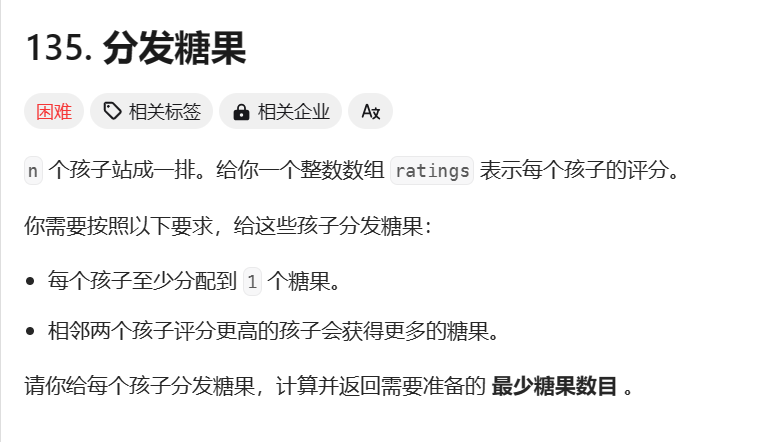 135. 分发糖果
困难 相关标签 相关企业 Aあ
n 个孩子站成一排。给你一个整数数组 ratings 表示每个孩子的评分。
你需要按照以下要求，给这些孩子分发糖果：
• 每个孩子至少分配到 1 个糖果。
• 相邻两个孩子评分更高的孩子会获得更多的糖果。
请你给每个孩子分发糖果，计算并返回需要准备的 最少糖果数目 。